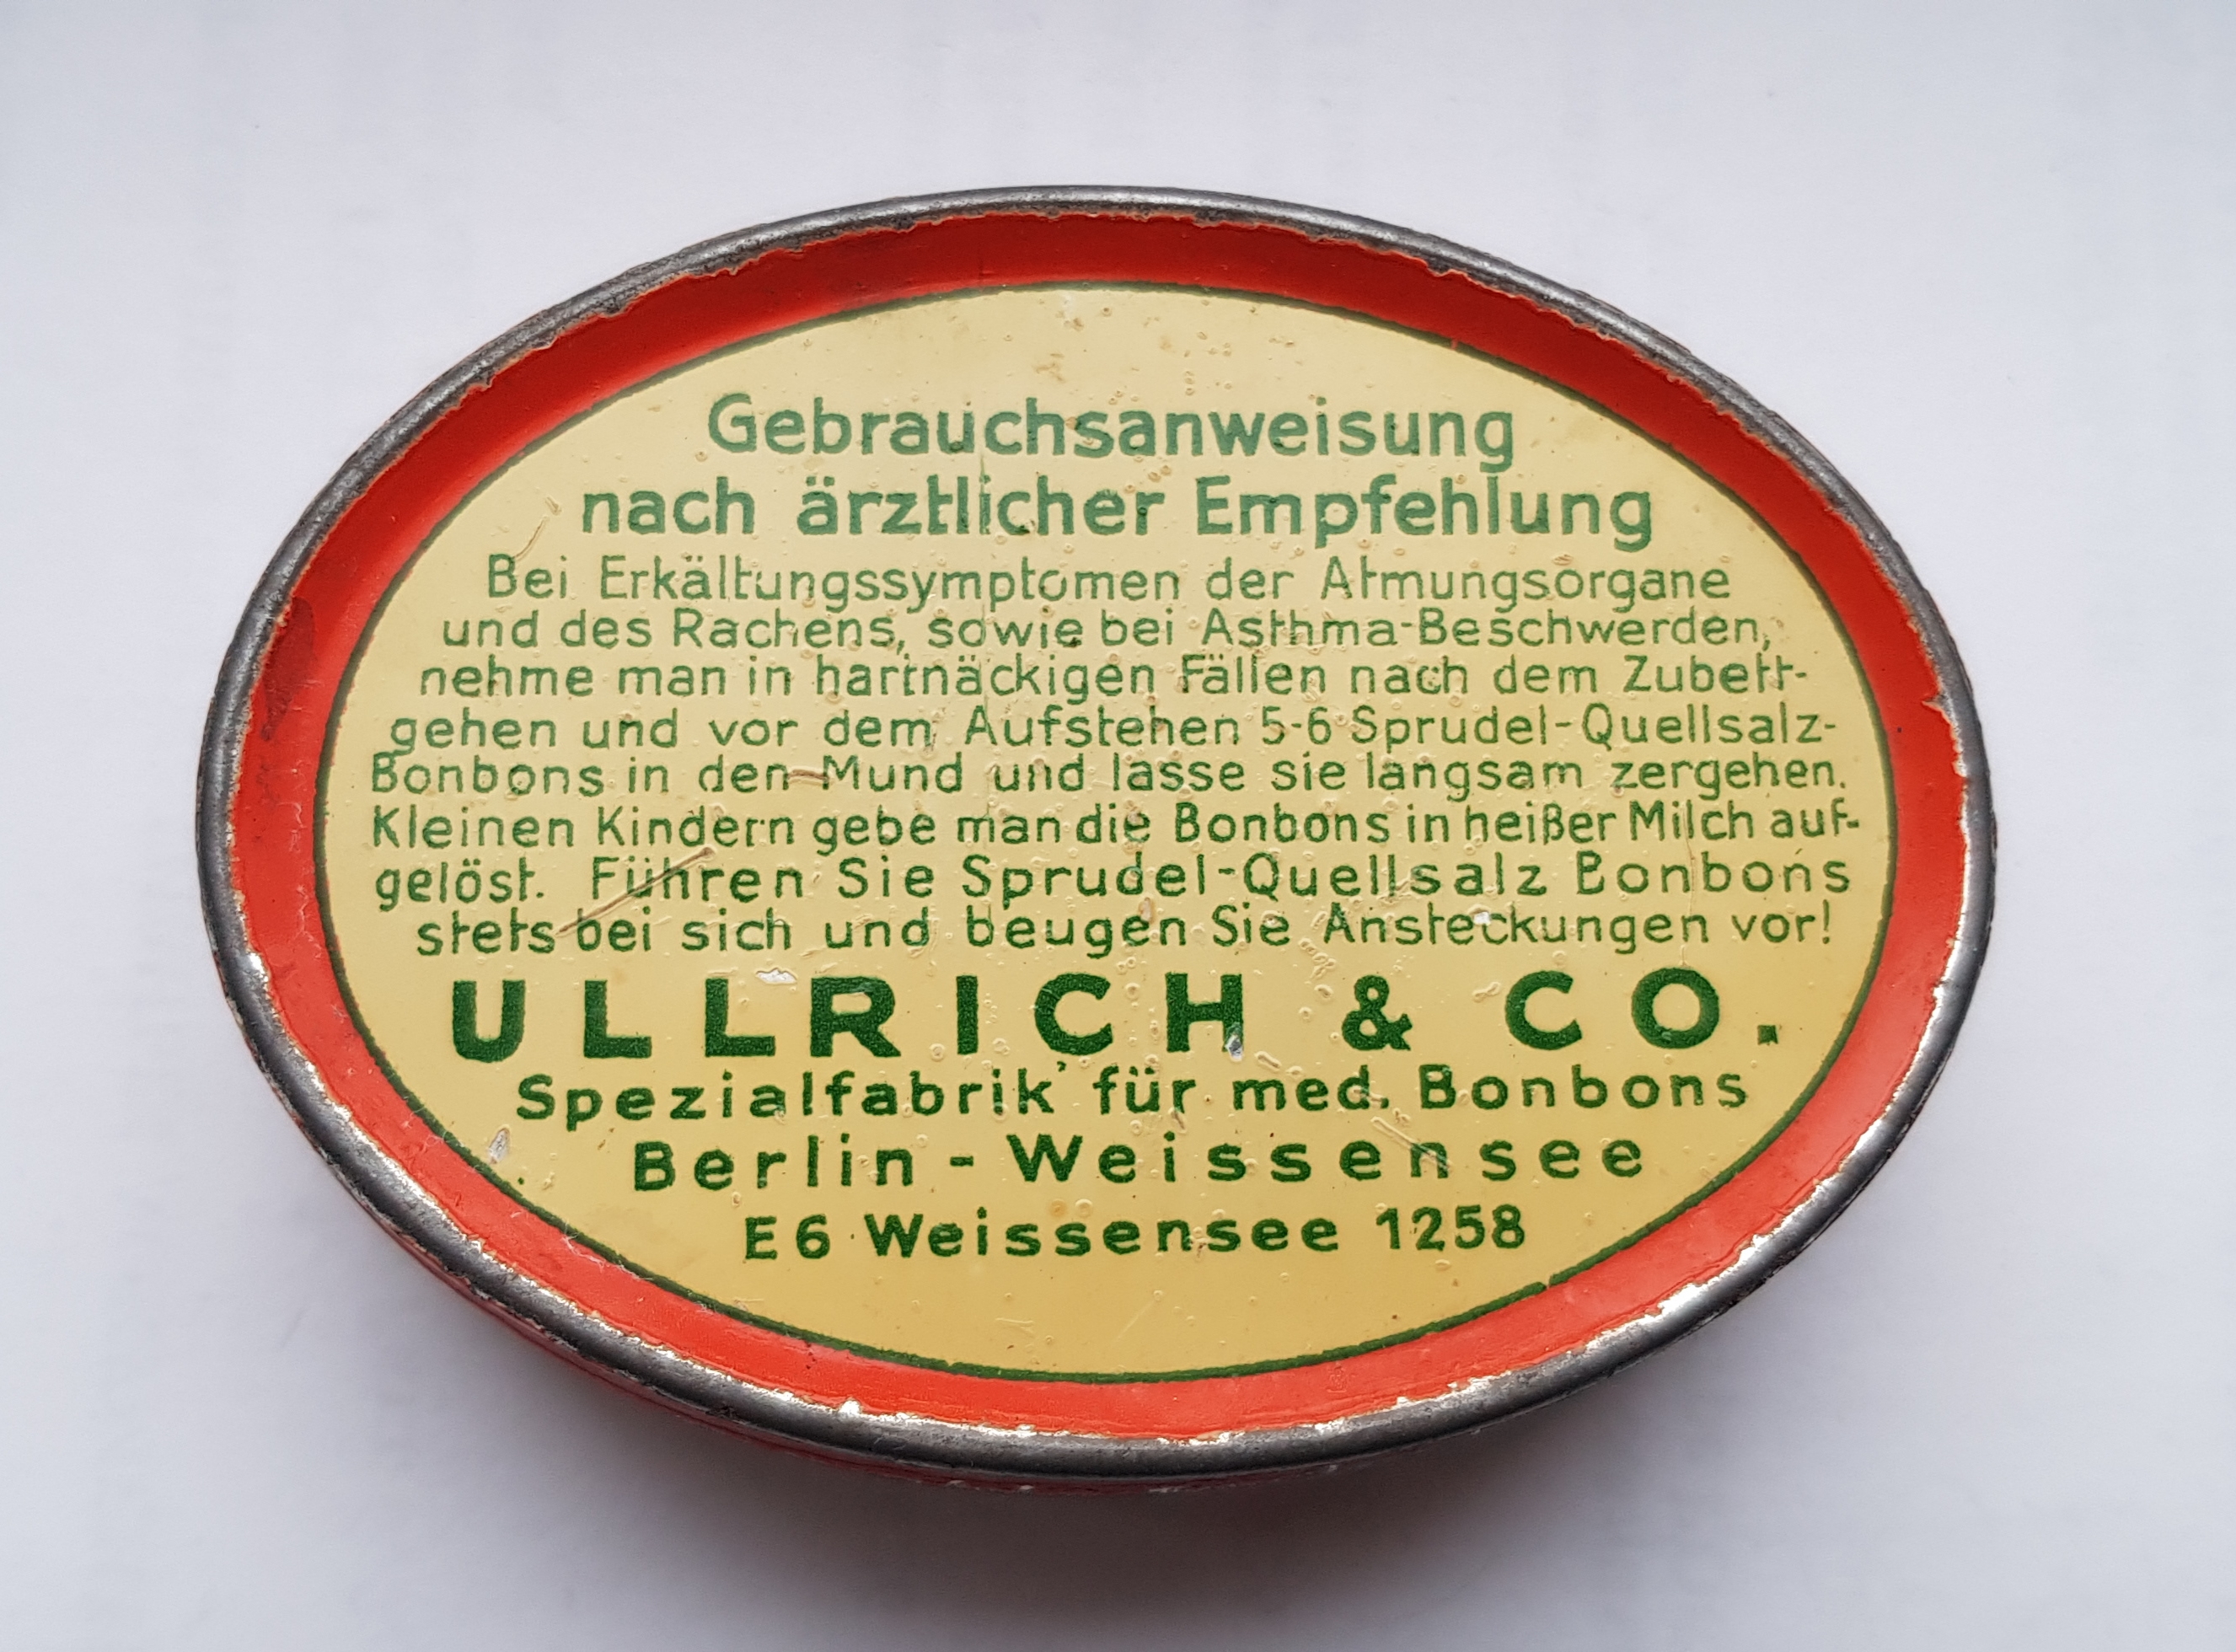 Gebrauchsanweisung
nach ärztlicher Empfehlung
Bei Erkältungssymptomen der Atmungsorgane
und des Rachens, sowie bei Asthma-Beschwerden,
nehme man in hartnäckigen Fällen nach dem Zubett-
gehen und vor dem Aufstehen 5-6 Sprudel-Quellsalz-
Bonbons in den Mund und lasse sie langsam zergehen.
Kleinen Kindern gebe man die Bonbons in heißer Milch auf-
gelöst. Führen Sie Sprudel-Quellsalz Bonbons
stets bei sich und beugen Sie Ansteckungen vor!
ULLRICH & CO.
Spezialfabrik für med. Bonbons
Berlin - Weissensee
E6 Weissensee 1258